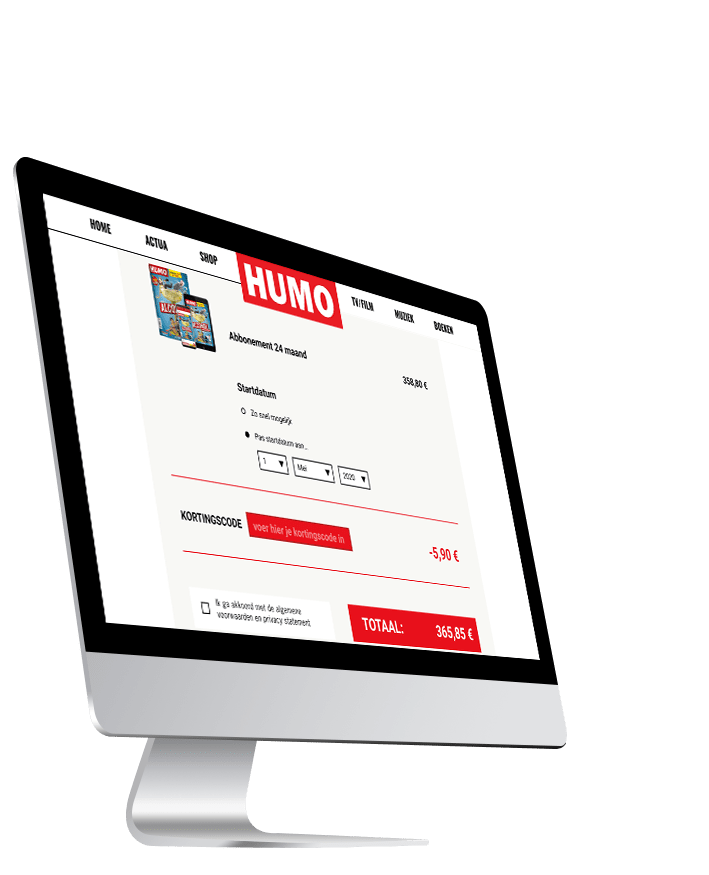 HOME ACTUA SHOP HUMO TV/FILM MUZIEK BOEKEN
HUMO
Abbonement 24 maand
358,80 €
Startdatum
Zo snel mogelijk
Pas startdatum aan...
1 Mei 2020
KORTINGSCODE voer hier je kortingscode in
-5,90 €
Ik ga akkoord met de algemene
voorwaarden en privacy statement
TOTAAL: 365,85 €